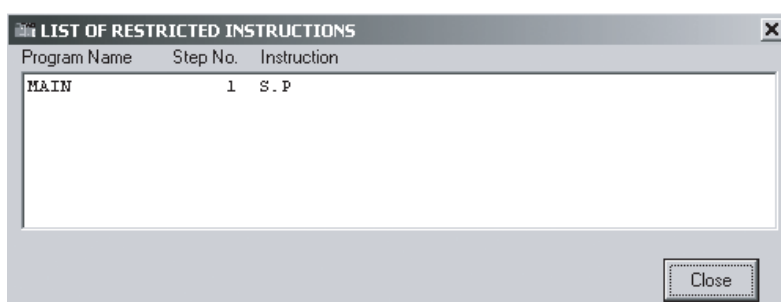 LIST OF RESTRICTED INSTRUCTIONS
Program Name Step No. Instruction
MAIN 1 S.P
Close